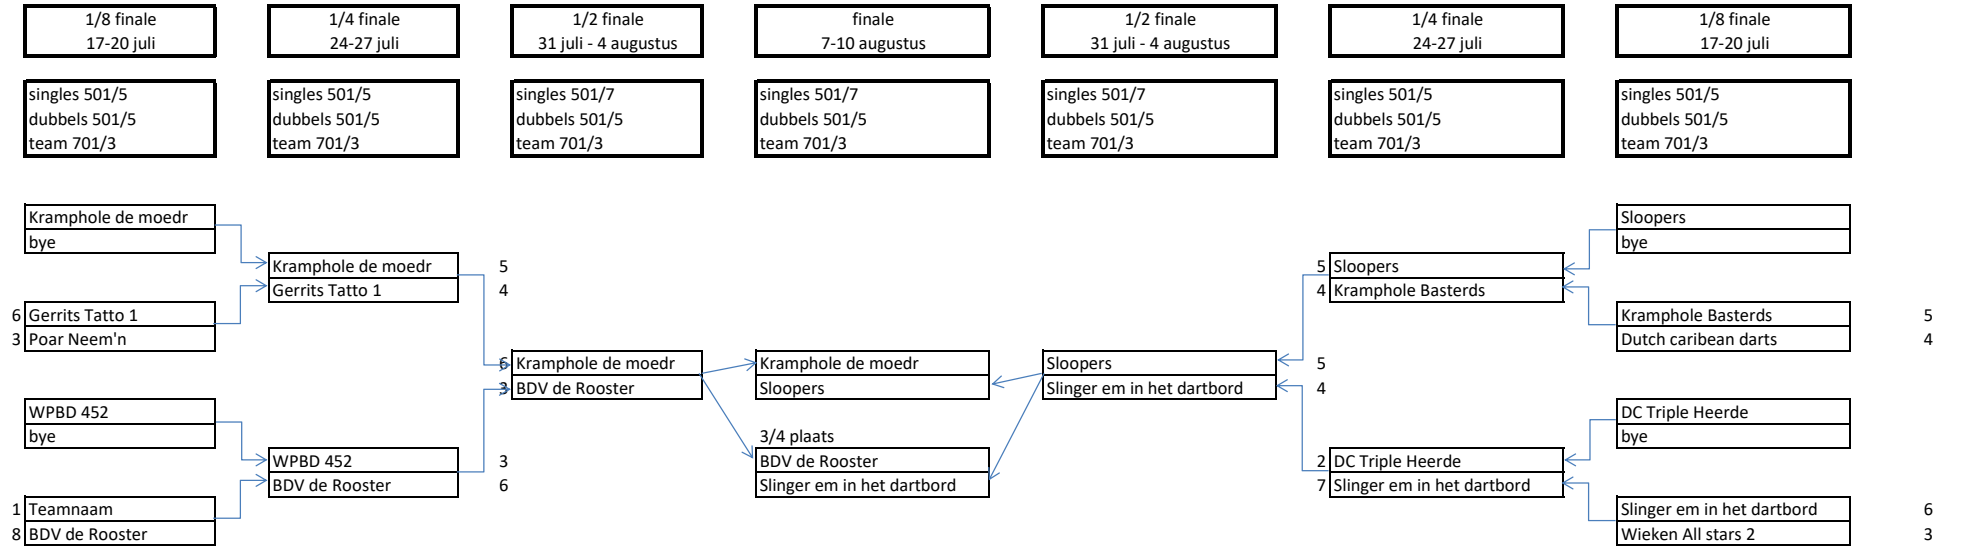 1/8 finale 1/4 finale 1/2 finale finale 1/2 finale 1/4 finale 1/8 finale
17-20 juli 24-27 juli 31 juli - 4 augustus 7-10 augustus 31 juli - 4 augustus 24-27 juli 17-20 juli
singles 501/5 singles 501/5 singles 501/7 singles 501/7 singles 501/7 singles 501/5 singles 501/5
dubbels 501/5 dubbels 501/5 dubbels 501/5 dubbels 501/5 dubbels 501/5 dubbels 501/5 dubbels 501/5
team 701/3 team 701/3 team 701/3 team 701/3 team 701/3 team 701/3 team 701/3
Kramphole de moedr Sloopers
bye bye
Kramphole de moedr 5 5 Sloopers
Gerrits Tatto 1 4 4 Kramphole Basterds
6 Gerrits Tatto 1 Kramphole Basterds 5
3 Poar Neem'n Dutch caribean darts 4
6 Kramphole de moedr Kramphole de moedr Sloopers 5
3 BDV de Rooster Sloopers Slinger em in het dartbord 4
WPBD 452 DC Triple Heerde
bye 3/4 plaats bye
WPBD 452 3 BDV de Rooster 2 DC Triple Heerde
BDV de Rooster 6 Slinger em in het dartbord 7 Slinger em in het dartbord
1 Teamnaam Slinger em in het dartbord 6
8 BDV de Rooster Wieken All stars 2 3